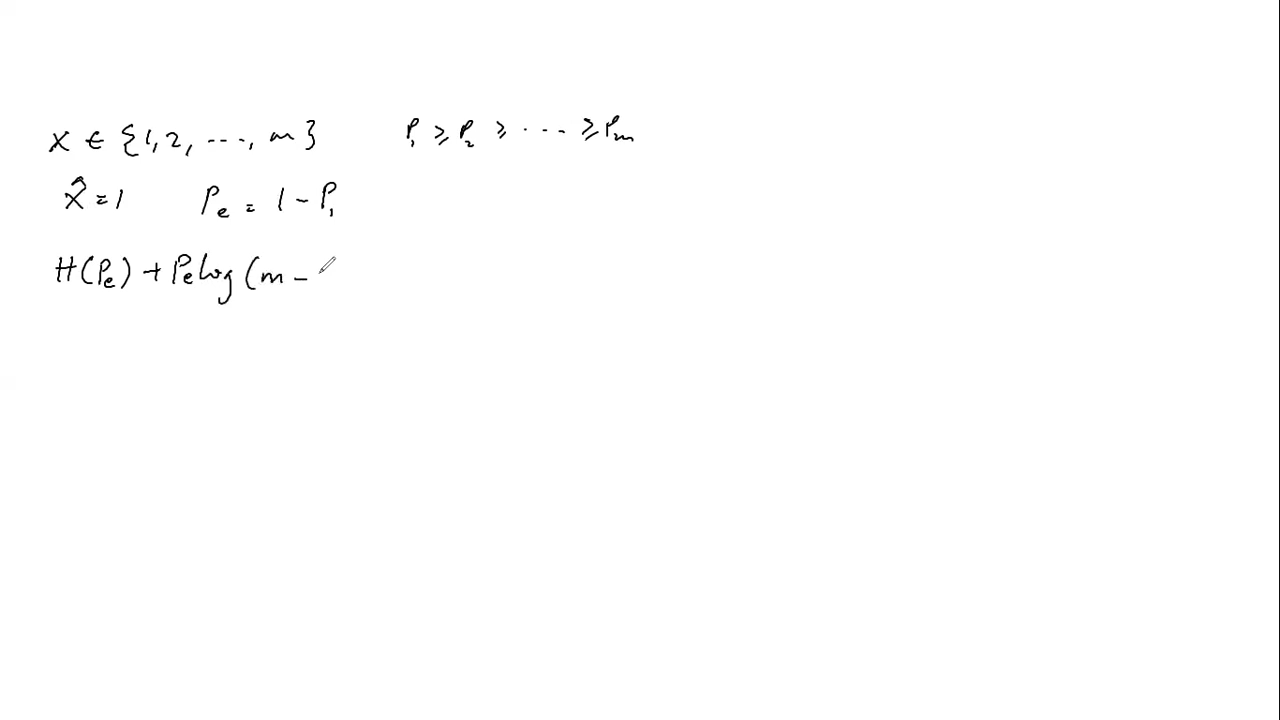 X ∈ {1,2, ..., m} P₁ ≥ P₂ ≥ ... ≥ Pₘ
X̂ = 1 Pₑ = 1 - P₁
H(Pₑ) + Pₑ log (m -